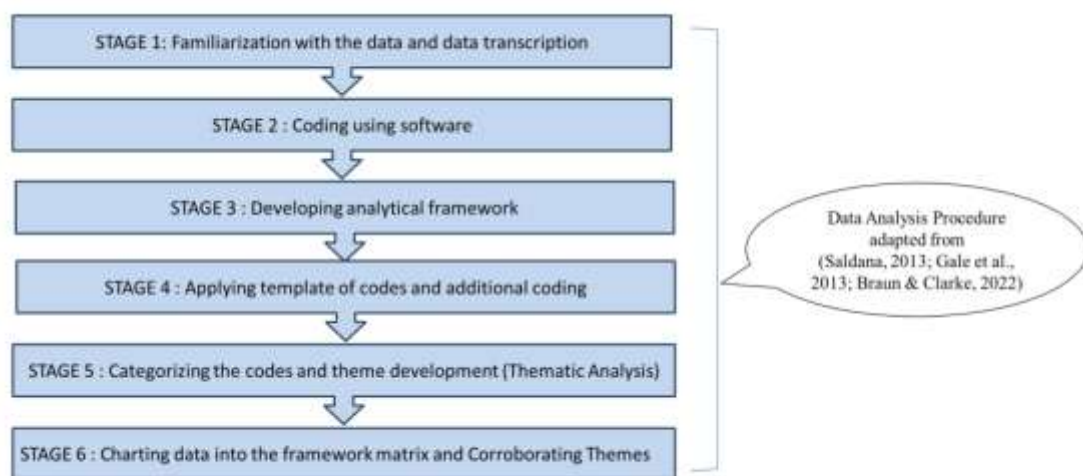 STAGE 1: Familiarization with the data and data transcription
STAGE 2 : Coding using software
STAGE 3 : Developing analytical framework
STAGE 4 : Applying template of codes and additional coding
STAGE 5 : Categorizing the codes and theme development (Thematic Analysis)
STAGE 6 : Charting data into the framework matrix and Corroborating Themes
Data Analysis Procedure
adapted from
(Saldana, 2013; Gale et al.,
2013; Braun & Clarke, 2022)